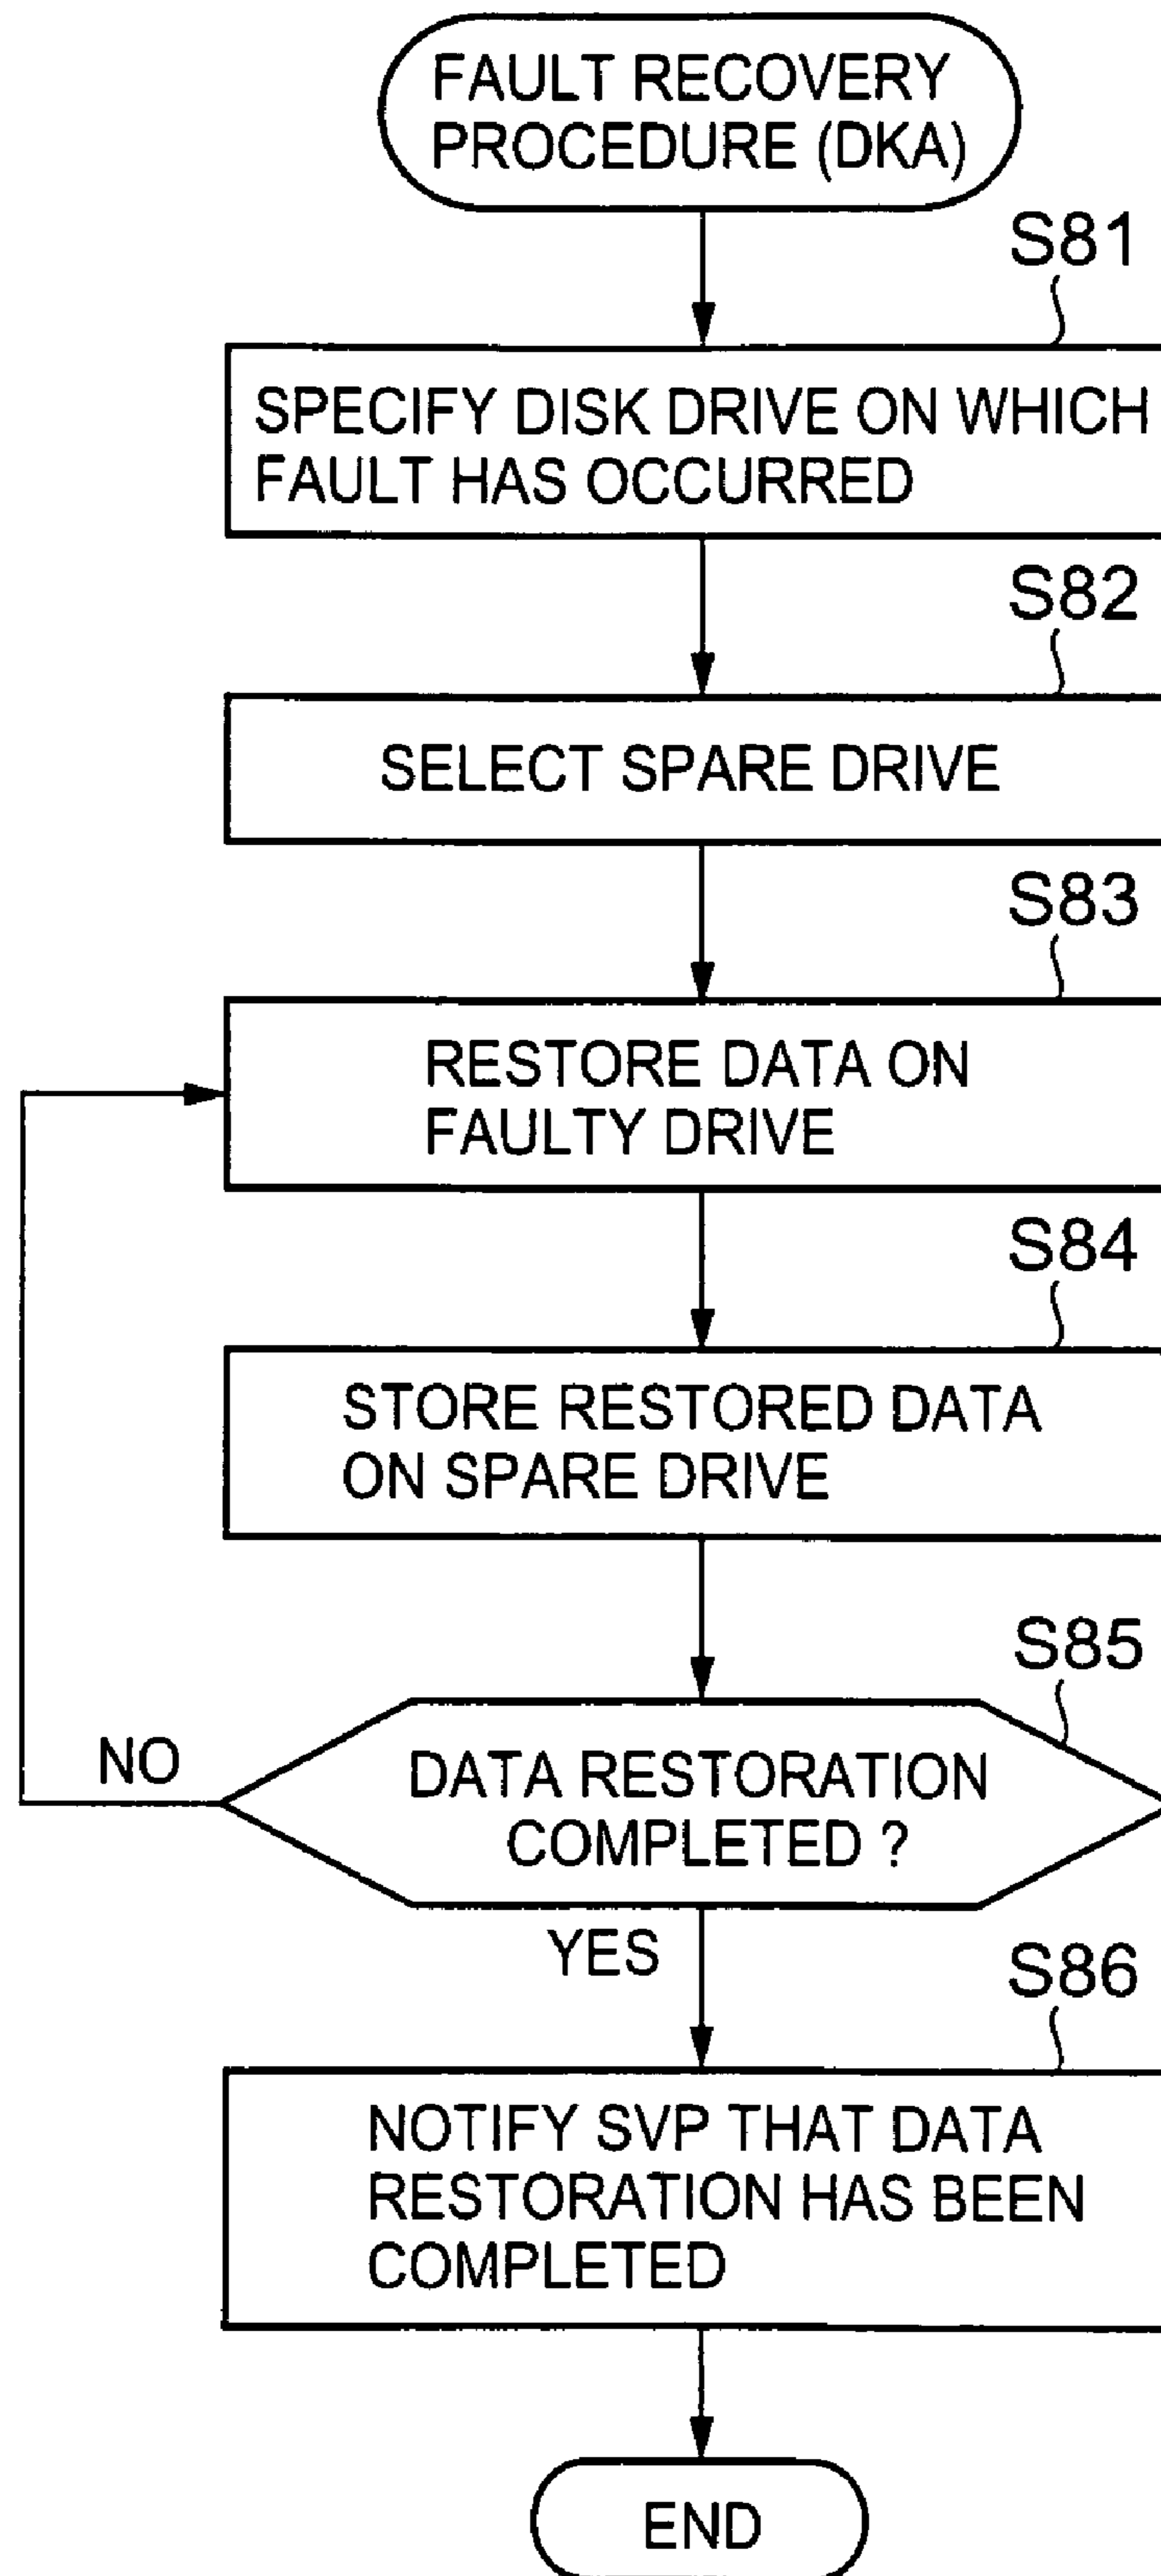 FAULT RECOVERY
PROCEDURE (DKA)
S81
SPECIFY DISK DRIVE ON WHICH
FAULT HAS OCCURRED
S82
SELECT SPARE DRIVE
S83
RESTORE DATA ON
FAULTY DRIVE
S84
STORE RESTORED DATA
ON SPARE DRIVE
S85
NO
DATA RESTORATION
COMPLETED ?
YES
S86
NOTIFY SVP THAT DATA
RESTORATION HAS BEEN
COMPLETED
END